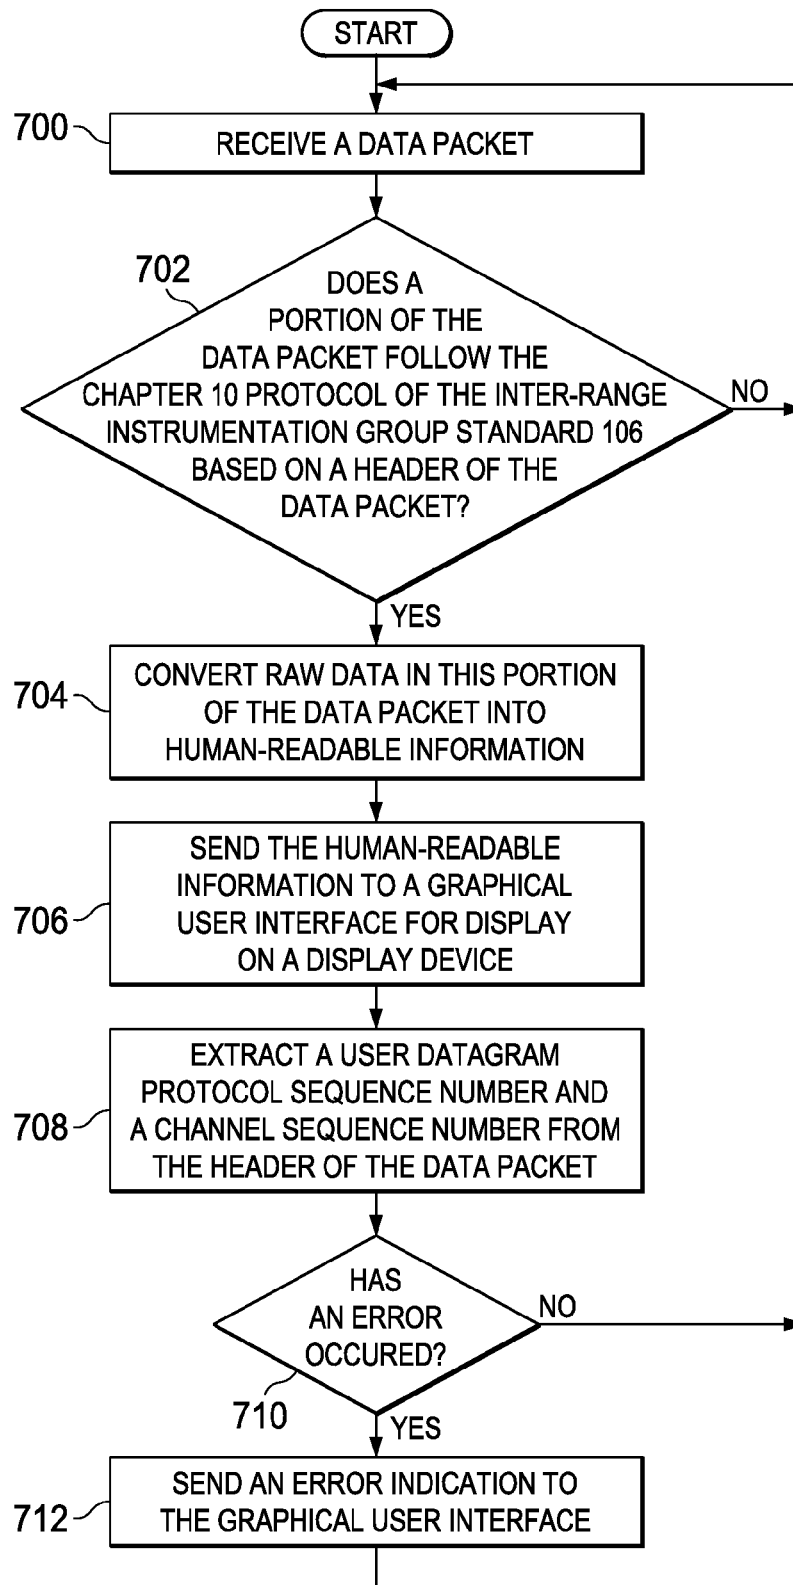 START
700
RECEIVE A DATA PACKET
702
DOES A
PORTION OF THE
DATA PACKET FOLLOW THE
CHAPTER 10 PROTOCOL OF THE INTER-RANGE
INSTRUMENTATION GROUP STANDARD 106
BASED ON A HEADER OF THE
DATA PACKET?
NO
YES
704
CONVERT RAW DATA IN THIS PORTION
OF THE DATA PACKET INTO
HUMAN-READABLE INFORMATION
706
SEND THE HUMAN-READABLE
INFORMATION TO A GRAPHICAL
USER INTERFACE FOR DISPLAY
ON A DISPLAY DEVICE
708
EXTRACT A USER DATAGRAM
PROTOCOL SEQUENCE NUMBER AND
A CHANNEL SEQUENCE NUMBER FROM
THE HEADER OF THE DATA PACKET
HAS
AN ERROR
OCCURED?
NO
710
YES
712
SEND AN ERROR INDICATION TO
THE GRAPHICAL USER INTERFACE